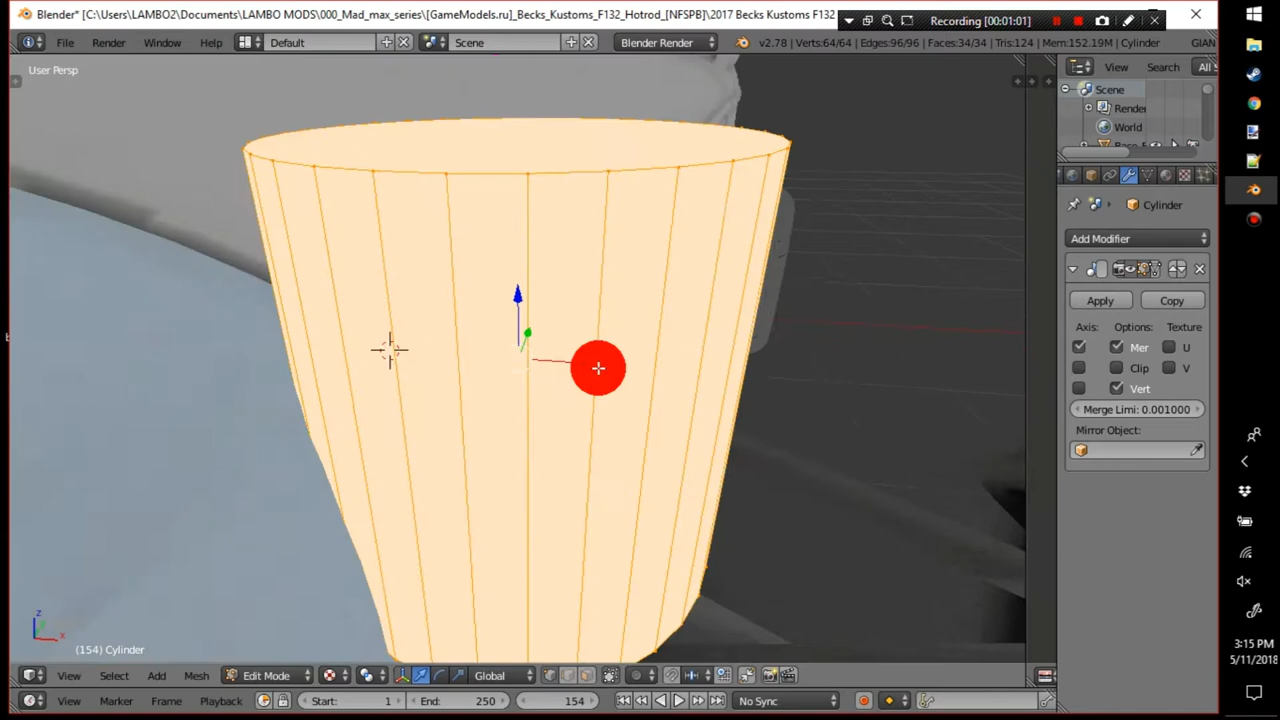 Blender* [C:\Users\LAMBO2\Documents\LAMBO MODS\000_Mad_max_series\[GameModels.ru]_Becks_Kustoms_F132_Hotrod_[NFSPB]\2017 Becks Kustoms F132
Recording [00:01:01]
File Render Window Help Default Scene Blender Render v2.78 | Verts:64/64 | Edges:96/96 | Faces:34/34 | Tris:124 | Mem:152.19M | Cylinder
User Persp
View Search All S
Scene
Render
World
Cylinder
Add Modifier
Apply Copy
Axis: Options: Texture
Mer U
Clip V
Vert
Merge Limi: 0.001000
Mirror Object:
z
x
(154) Cylinder
View Select Add Mesh Edit Mode Global
View Marker Frame Playback Start: 1 End: 250 154 No Sync
3:15 PM
5/11/2018